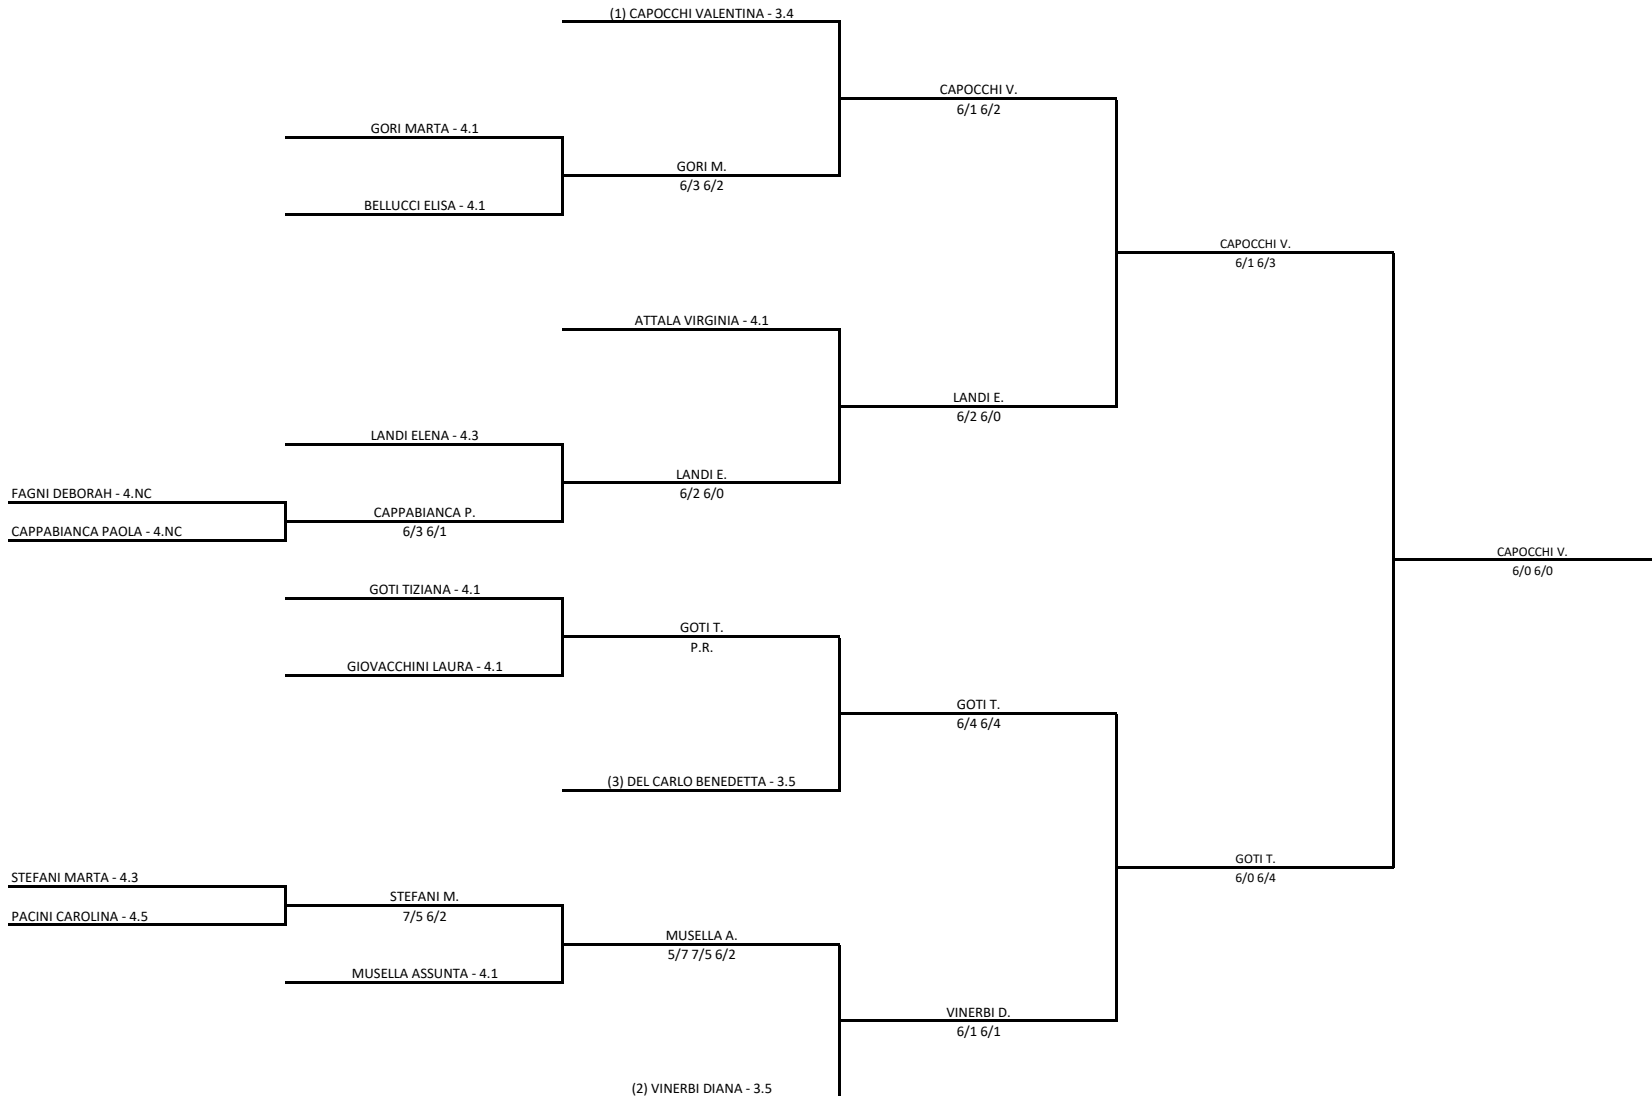 (1) CAPOCCHI VALENTINA - 3.4
CAPOCCHI V.
6/1 6/2
GORI MARTA - 4.1
GORI M.
6/3 6/2
BELLUCCI ELISA - 4.1
CAPOCCHI V.
6/1 6/3
ATTALA VIRGINIA - 4.1
LANDI E.
6/2 6/0
LANDI ELENA - 4.3
LANDI E.
6/2 6/0
FAGNI DEBORAH - 4.NC
CAPPABIANCA P.
6/3 6/1
CAPPABIANCA PAOLA - 4.NC
CAPOCCHI V.
6/0 6/0
GOTI TIZIANA - 4.1
GOTI T.
P.R.
GIOVACCHINI LAURA - 4.1
GOTI T.
6/4 6/4
(3) DEL CARLO BENEDETTA - 3.5
GOTI T.
6/0 6/4
STEFANI MARTA - 4.3
STEFANI M.
7/5 6/2
PACINI CAROLINA - 4.5
MUSELLA A.
5/7 7/5 6/2
MUSELLA ASSUNTA - 4.1
VINERBI D.
6/1 6/1
(2) VINERBI DIANA - 3.5